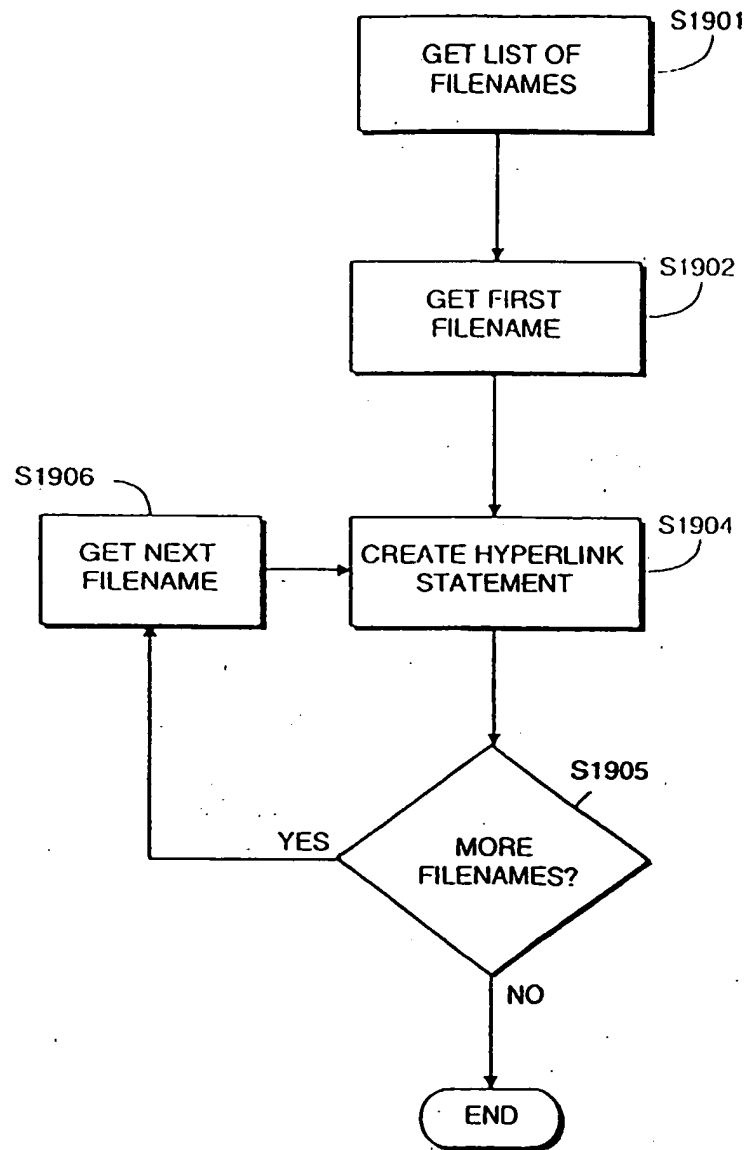 S1901
GET LIST OF
FILENAMES
S1902
GET FIRST
FILENAME
S1906
GET NEXT
FILENAME
S1904
CREATE HYPERLINK
STATEMENT
S1905
YES
MORE
FILENAMES?
NO
END